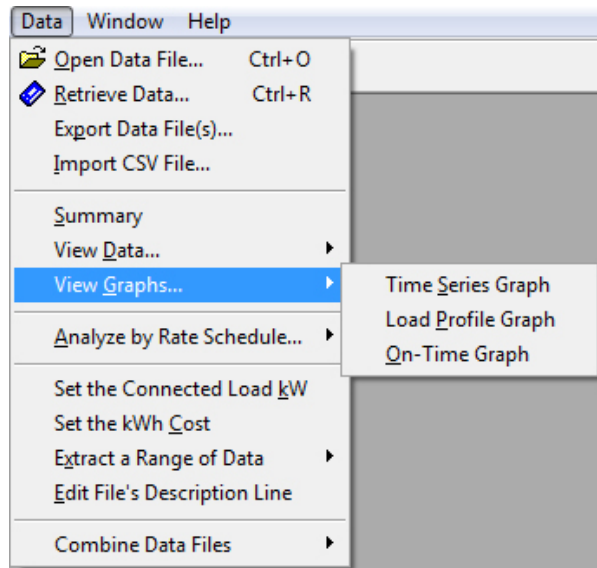 Data Window Help
Open Data File... Ctrl+O
Retrieve Data... Ctrl+R
Export Data File(s)...
Import CSV File...
Summary
View Data...
View Graphs...
Time Series Graph
Load Profile Graph
On-Time Graph
Analyze by Rate Schedule...
Set the Connected Load kW
Set the kWh Cost
Extract a Range of Data
Edit File's Description Line
Combine Data Files